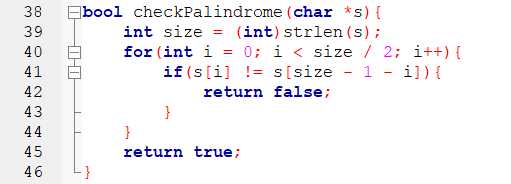 38 bool checkPalindrome(char *s){
39     int size = (int)strlen(s);
40     for(int i = 0; i < size / 2; i++){
41         if(s[i] != s[size - 1 - i]){
42             return false;
43         }
44     }
45     return true;
46 }